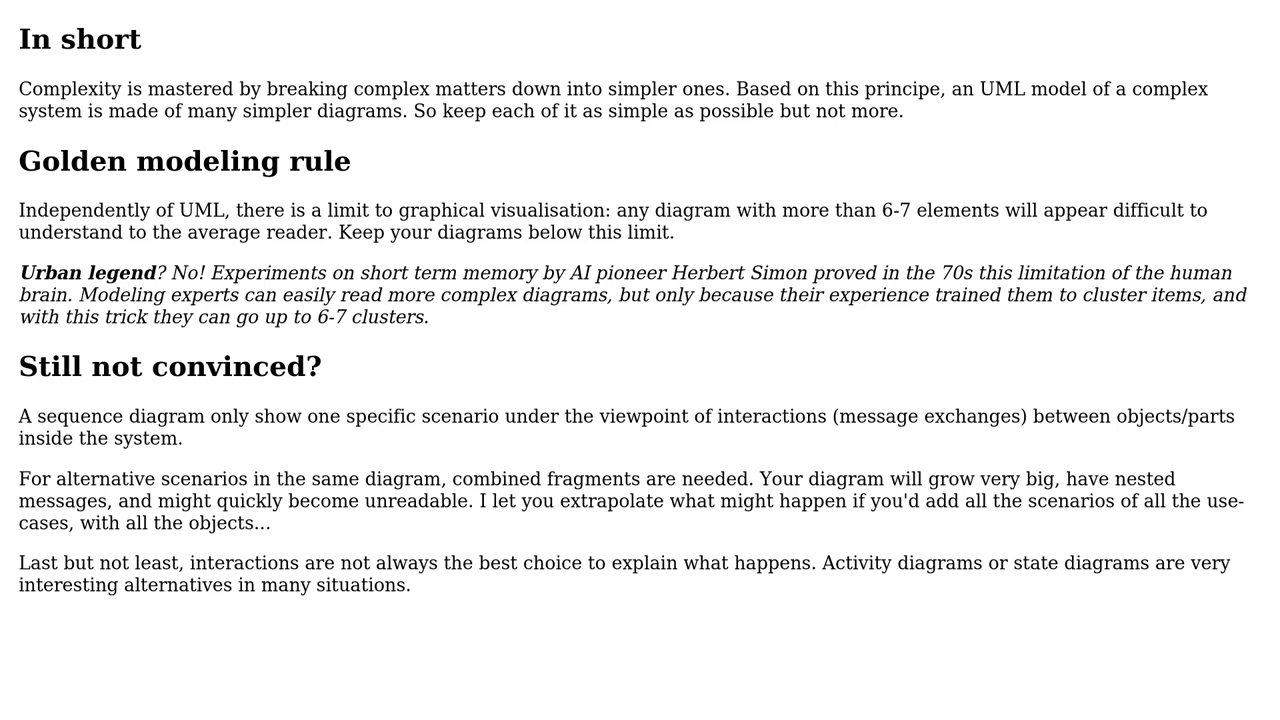 In short
Complexity is mastered by breaking complex matters down into simpler ones. Based on this principe, an UML model of a complex
system is made of many simpler diagrams. So keep each of it as simple as possible but not more.
Golden modeling rule
Independently of UML, there is a limit to graphical visualisation: any diagram with more than 6-7 elements will appear difficult to
understand to the average reader. Keep your diagrams below this limit.
Urban legend? No! Experiments on short term memory by AI pioneer Herbert Simon proved in the 70s this limitation of the human
brain. Modeling experts can easily read more complex diagrams, but only because their experience trained them to cluster items, and
with this trick they can go up to 6-7 clusters.
Still not convinced?
A sequence diagram only show one specific scenario under the viewpoint of interactions (message exchanges) between objects/parts
inside the system.
For alternative scenarios in the same diagram, combined fragments are needed. Your diagram will grow very big, have nested
messages, and might quickly become unreadable. I let you extrapolate what might happen if you'd add all the scenarios of all the use-
cases, with all the objects...
Last but not least, interactions are not always the best choice to explain what happens. Activity diagrams or state diagrams are very
interesting alternatives in many situations.